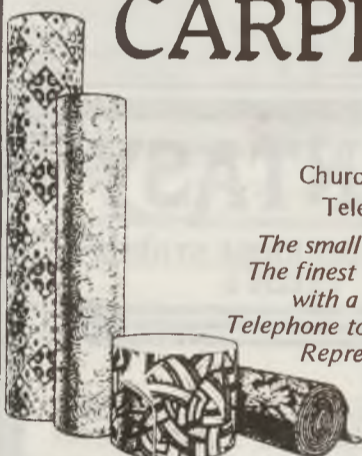 CARP
Churc
Tele
The small
The finest
with a
Telephone to
Repre